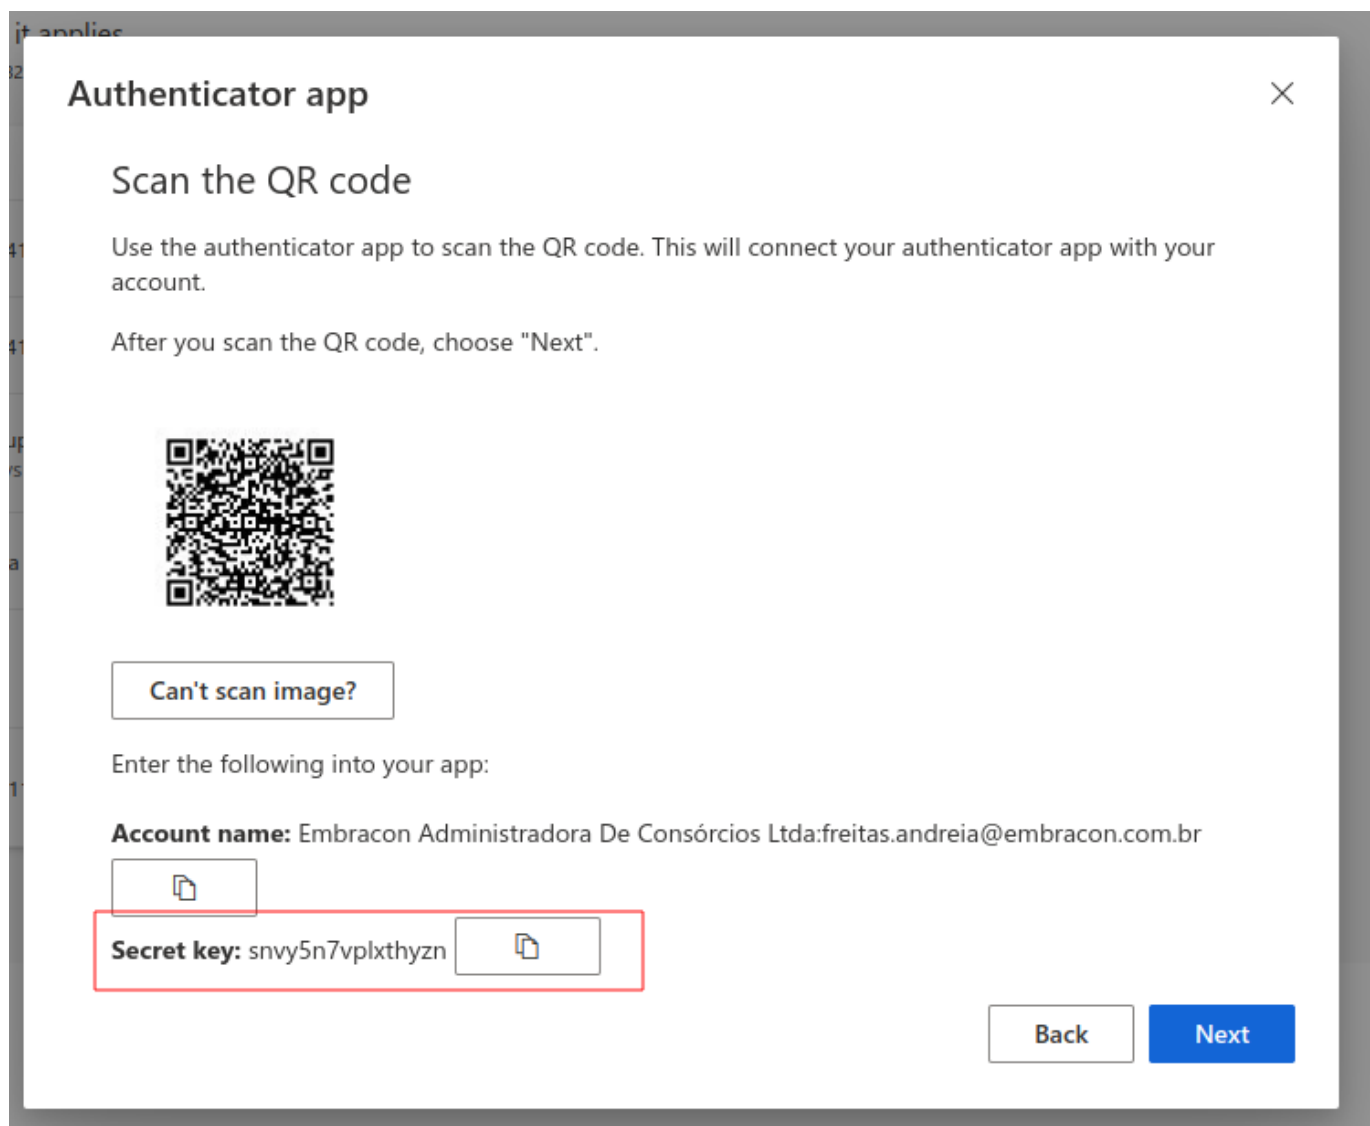 it applies
Authenticator app
Scan the QR code
Use the authenticator app to scan the QR code. This will connect your authenticator app with your
account.
After you scan the QR code, choose "Next".
Can't scan image?
Enter the following into your app:
Account name: Embracon Administradora De Consórcios Ltda:freitas.andreia@embracon.com.br
Secret key: snvy5n7vplxthyzn
Back
Next